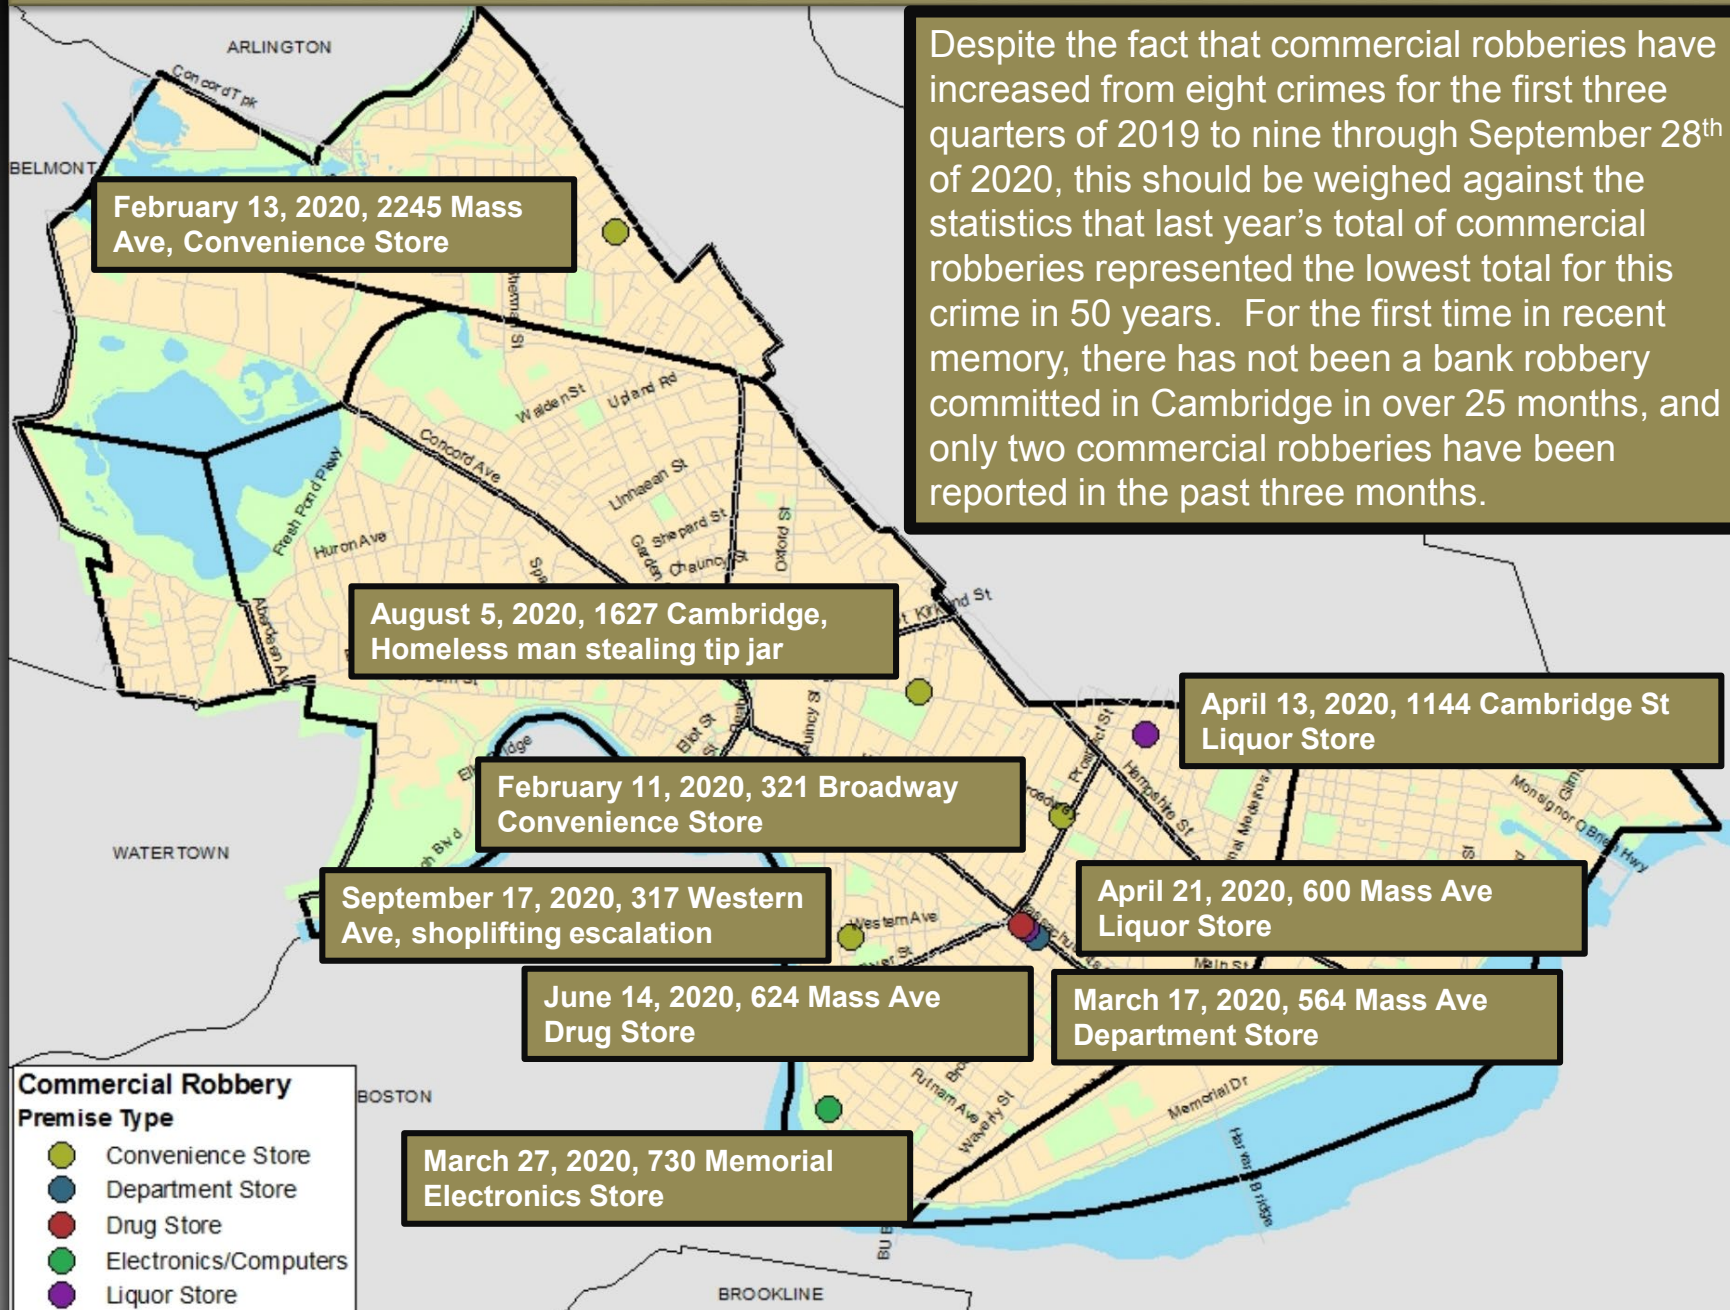 ARLINGTON
Concord Tpk
BELMONT
Despite the fact that commercial robberies have
increased from eight crimes for the first three
quarters of 2019 to nine through September 28th
of 2020, this should be weighed against the
statistics that last year's total of commercial
robberies represented the lowest total for this
crime in 50 years.  For the first time in recent
memory, there has not been a bank robbery
committed in Cambridge in over 25 months, and
only two commercial robberies have been
reported in the past three months.
February 13, 2020, 2245 Mass
Ave, Convenience Store
Sherman St
Walden St
Upland Rd
Concord Ave
Linnaean St
Fresh Pond Pkwy
Huron Ave
Shepard St
Garden
Chauncy St
Oxford St
Aberdeen Ave
August 5, 2020, 1627 Cambridge,
Homeless man stealing tip jar
Kirkland St
Eliot St
Quincy St
Prospect St
April 13, 2020, 1144 Cambridge St
Liquor Store
Hampshire St
Monsignor O'Brien Hwy
February 11, 2020, 321 Broadway
Convenience Store
WATERTOWN
September 17, 2020, 317 Western
Ave, shoplifting escalation
Western Ave
April 21, 2020, 600 Mass Ave
Liquor Store
Main St
June 14, 2020, 624 Mass Ave
Drug Store
March 17, 2020, 564 Mass Ave
Department Store
Putnam Ave
Waverly St
Memorial Dr
Harvard Bridge
BOSTON
March 27, 2020, 730 Memorial
Electronics Store
BU B
BROOKLINE
Commercial Robbery
Premise Type
Convenience Store
Department Store
Drug Store
Electronics/Computers
Liquor Store